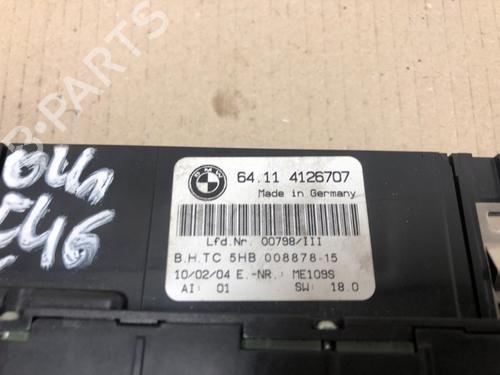 B-PARTS
BMW
64.11 4126707
Made in Germany
Lfd.Nr. 00798/III
B.H.TC 5HB 008878-15
10/02/04 E.-NR.: ME109S
AI: 01 SW: 18.0
E46